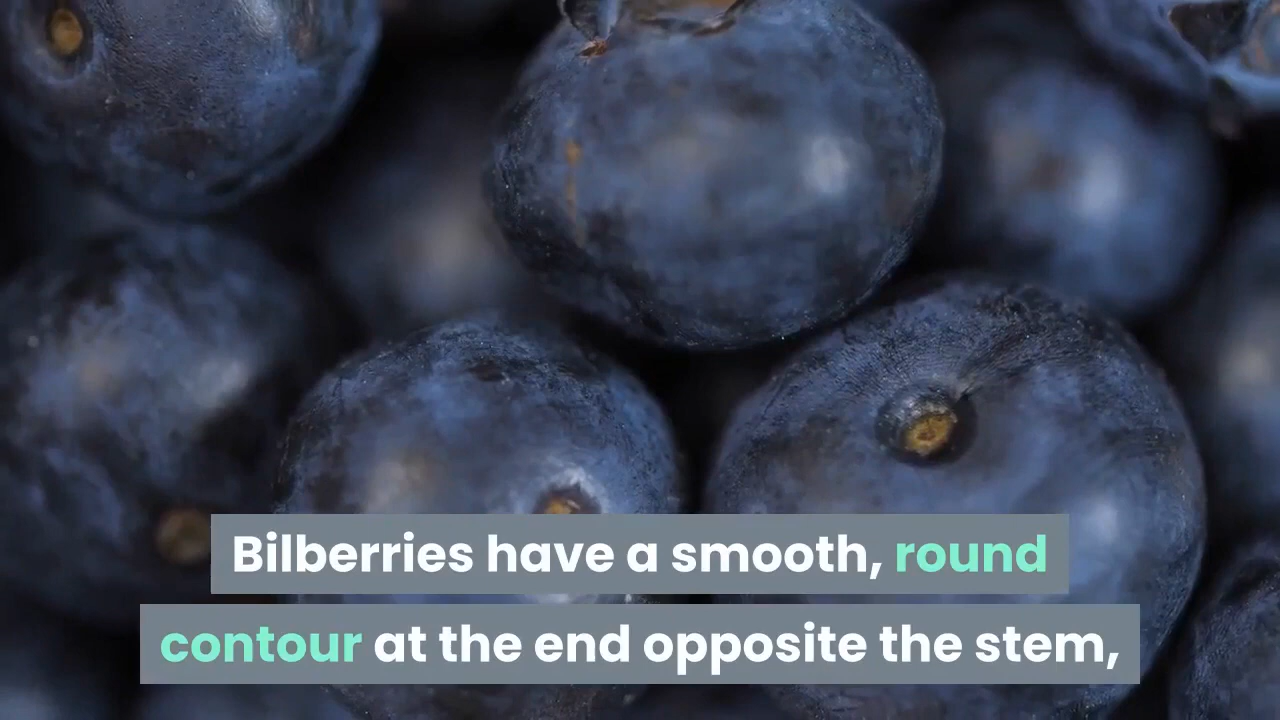 Bilberries have a smooth, round
contour at the end opposite the stem,